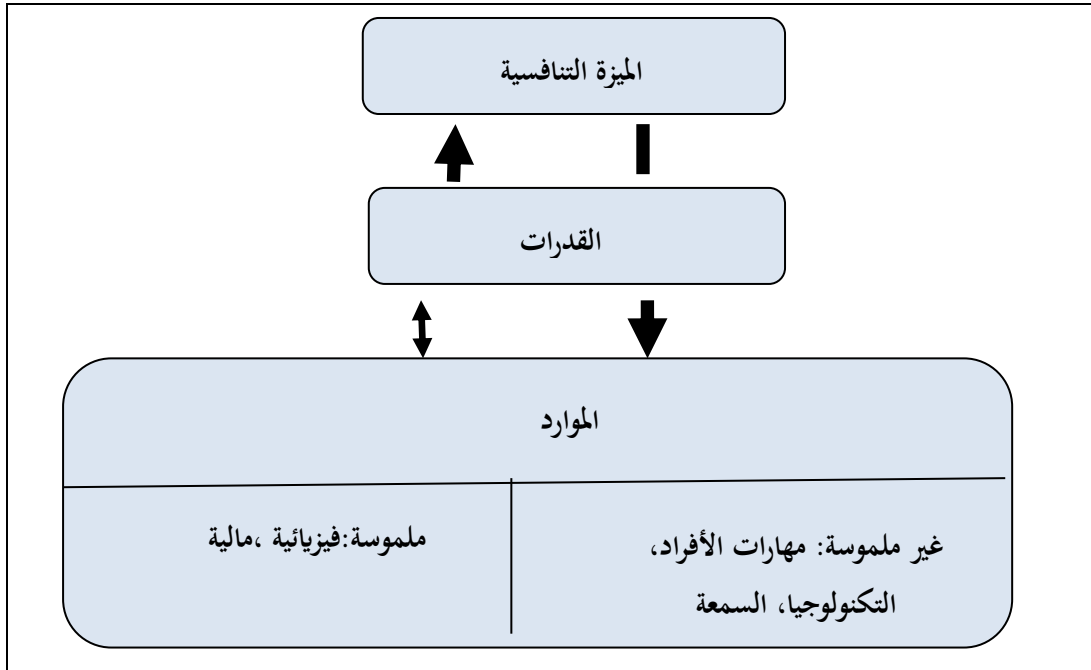 الميزة التنافسية
القدرات
الموارد
غير ملموسة: مهارات الأفراد،
التكنولوجيا، السمعة
ملموسة:فيزيائية ،مالية